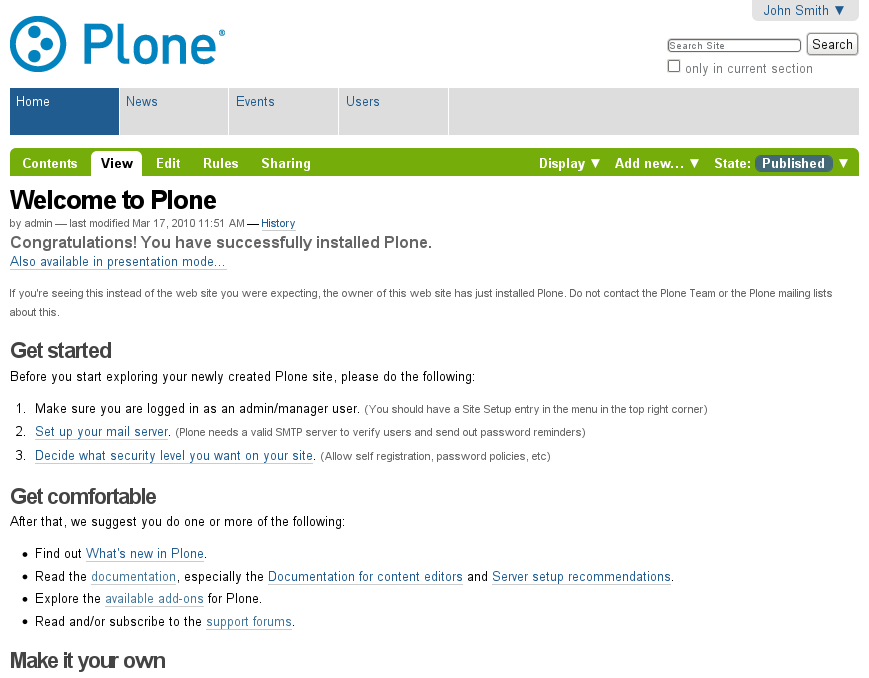 John Smith ▼
Plone®
Search Site
Search
only in current section
Home News Events Users
Contents View Edit Rules Sharing Display ▼ Add new… ▼ State: Published ▼
Welcome to Plone
by admin — last modified Mar 17, 2010 11:51 AM — History
Congratulations! You have successfully installed Plone.
Also available in presentation mode…
If you're seeing this instead of the web site you were expecting, the owner of this web site has just installed Plone. Do not contact the Plone Team or the Plone mailing lists
about this.
Get started
Before you start exploring your newly created Plone site, please do the following:
1. Make sure you are logged in as an admin/manager user. (You should have a Site Setup entry in the menu in the top right corner)
2. Set up your mail server. (Plone needs a valid SMTP server to verify users and send out password reminders)
3. Decide what security level you want on your site. (Allow self registration, password policies, etc)
Get comfortable
After that, we suggest you do one or more of the following:
• Find out What's new in Plone.
• Read the documentation, especially the Documentation for content editors and Server setup recommendations.
• Explore the available add-ons for Plone.
• Read and/or subscribe to the support forums.
Make it your own